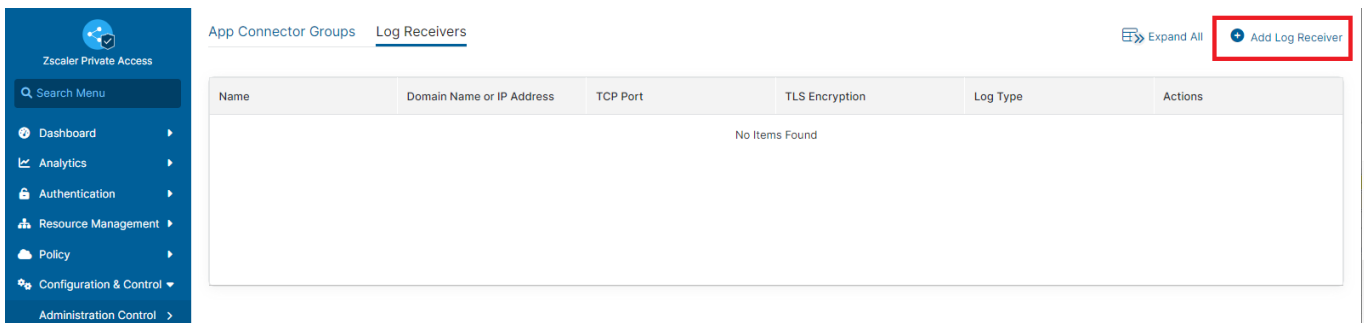 Zscaler Private Access
Search Menu
Dashboard
Analytics
Authentication
Resource Management
Policy
Configuration & Control
Administration Control
App Connector Groups Log Receivers
Expand All Add Log Receiver
Name Domain Name or IP Address TCP Port TLS Encryption Log Type Actions
No Items Found